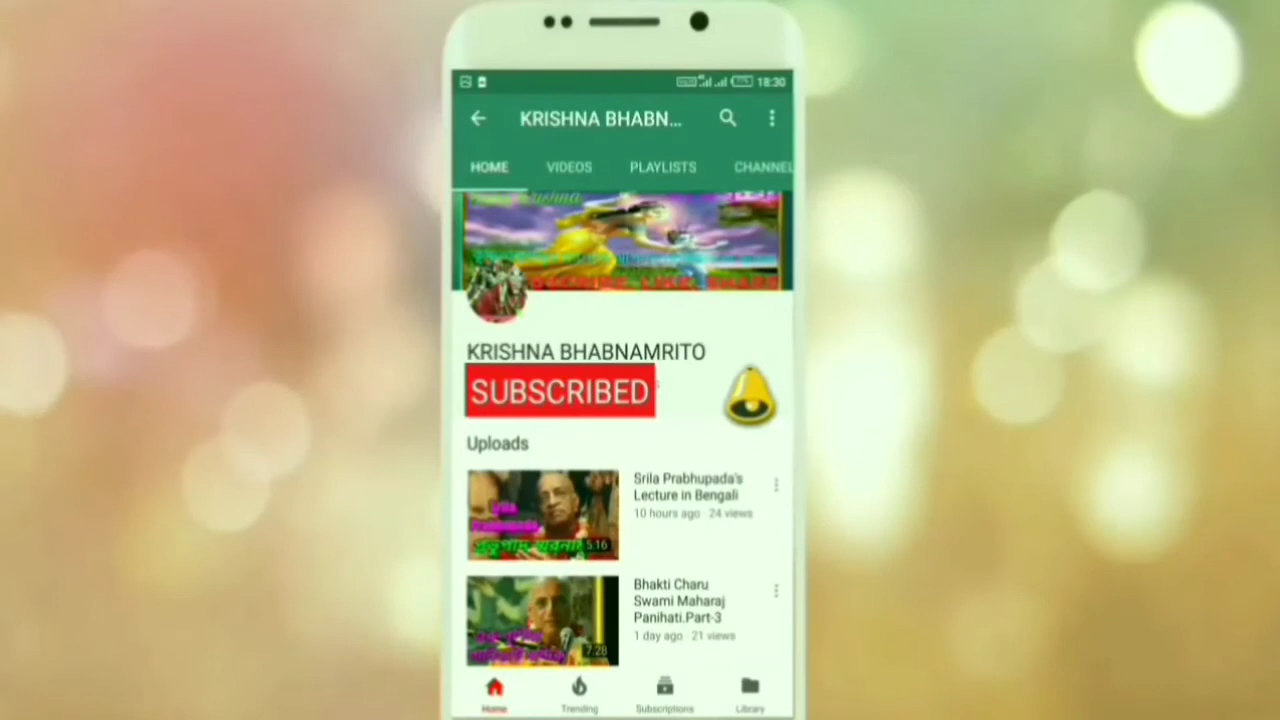 18:30
KRISHNA BHABN...
HOME VIDEOS PLAYLISTS CHANNEL
KRISHNA BHABNAMRITO
SUBSCRIBED
Uploads
Srila Prabhupada's
Lecture in Bengali
10 hours ago · 24 views
Srila
Prabhupada
5:16
Bhakti Charu
Swami Maharaj
Panihati.Part-3
1 day ago · 21 views
7:28
Home Trending Subscriptions Library